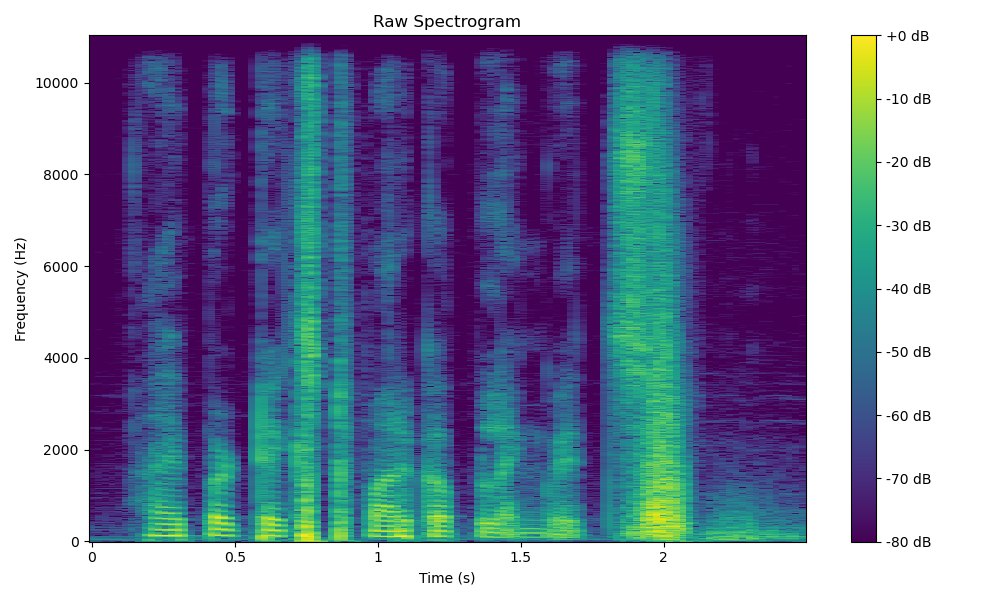 Raw Spectrogram
Frequency (Hz)
10000
8000
6000
4000
2000
0
0 0.5 1 1.5 2
Time (s)
+0 dB
-10 dB
-20 dB
-30 dB
-40 dB
-50 dB
-60 dB
-70 dB
-80 dB